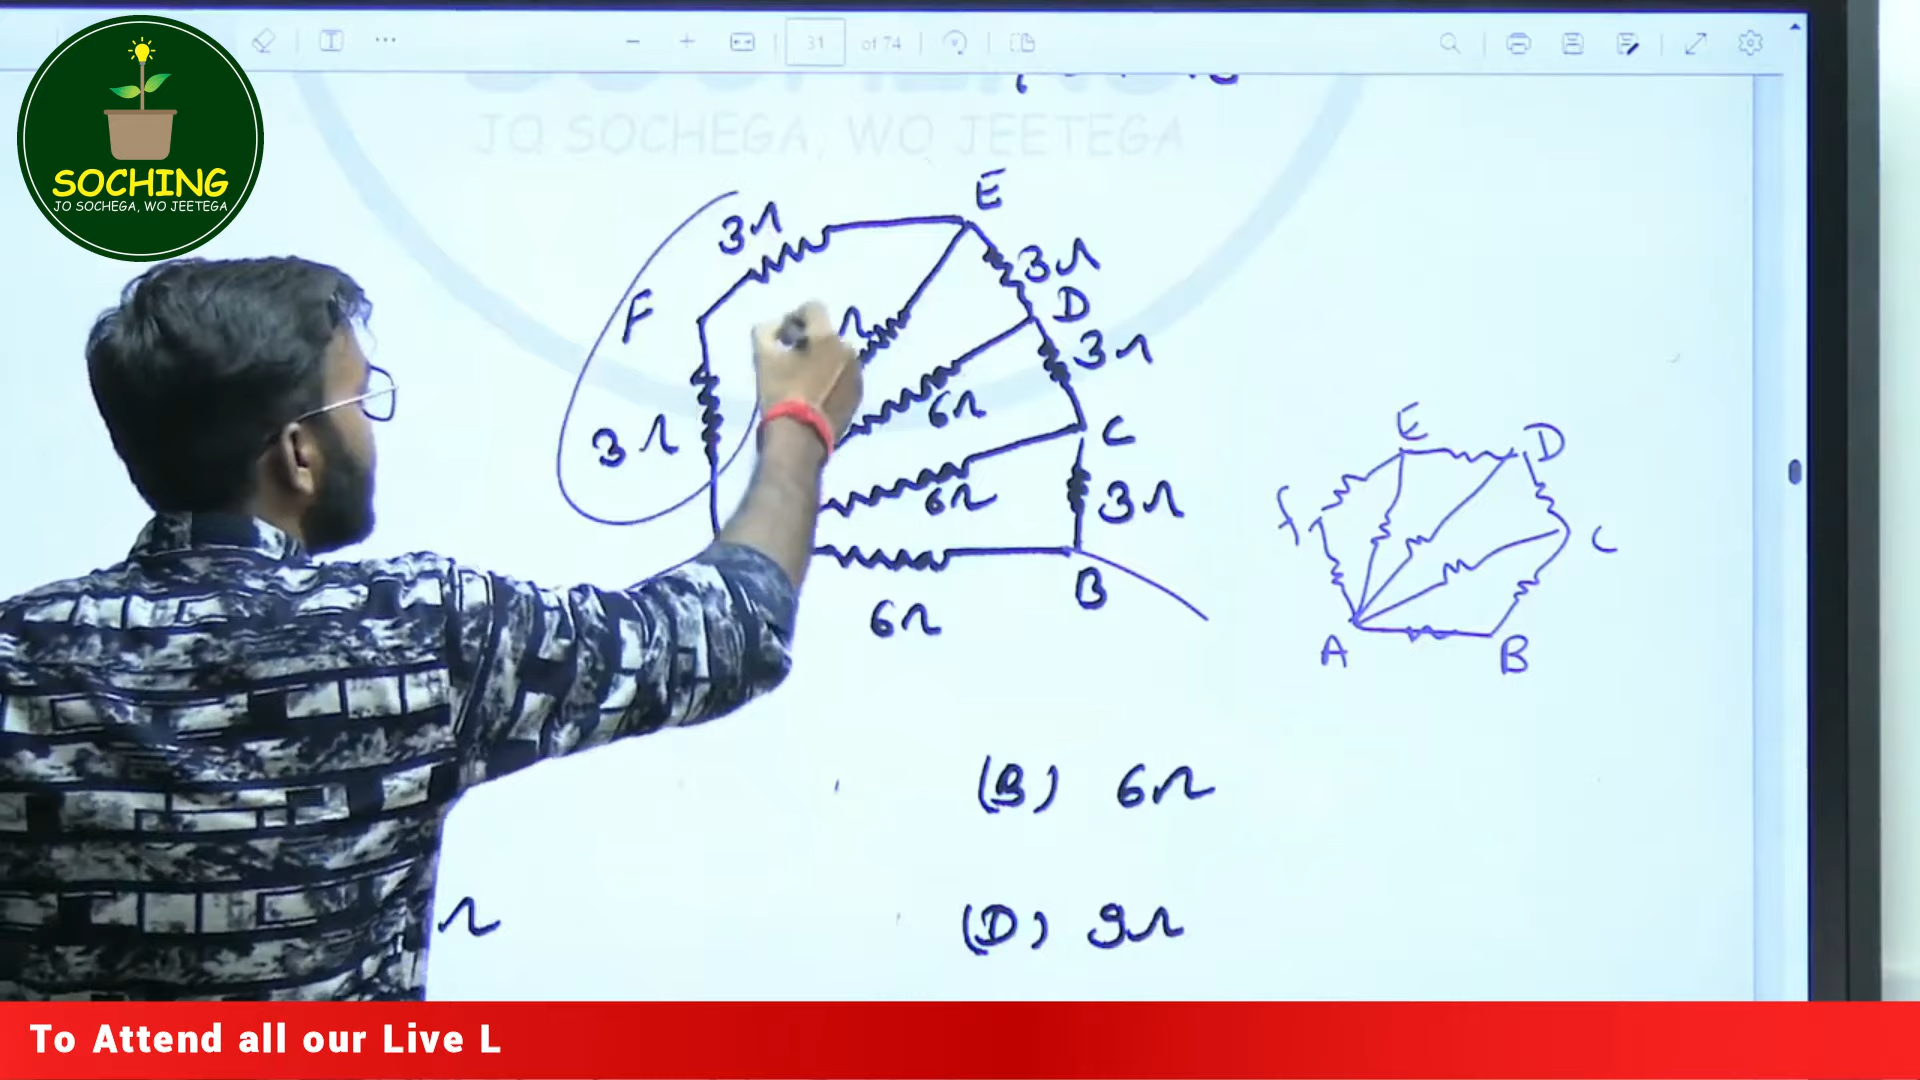 SOCHING
JO SOCHEGA, WO JEETEGA
31 of 74
JO SOCHEGA, WO JEETEGA
E
3Ω
3Ω
F
D
3Ω
6Ω
3Ω
C
6Ω
3Ω
B
6Ω
E
D
f
C
A
B
(B) 6Ω
Ω
(D) 9Ω
To Attend all our Live L